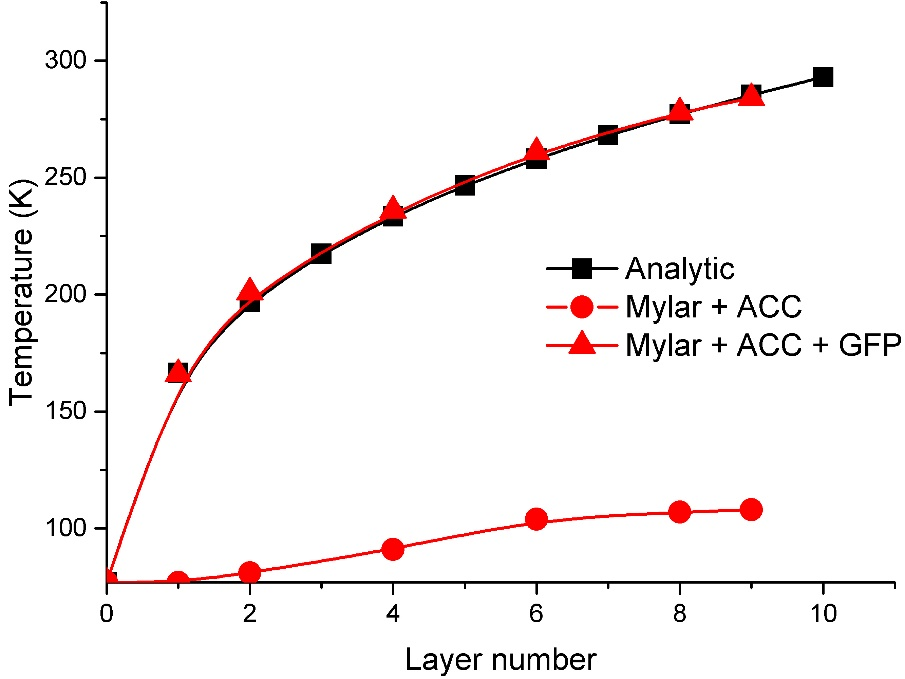 300
250
200
150
100
Temperature (K)
Analytic
Mylar + ACC
Mylar + ACC + GFP
0 2 4 6 8 10
Layer number